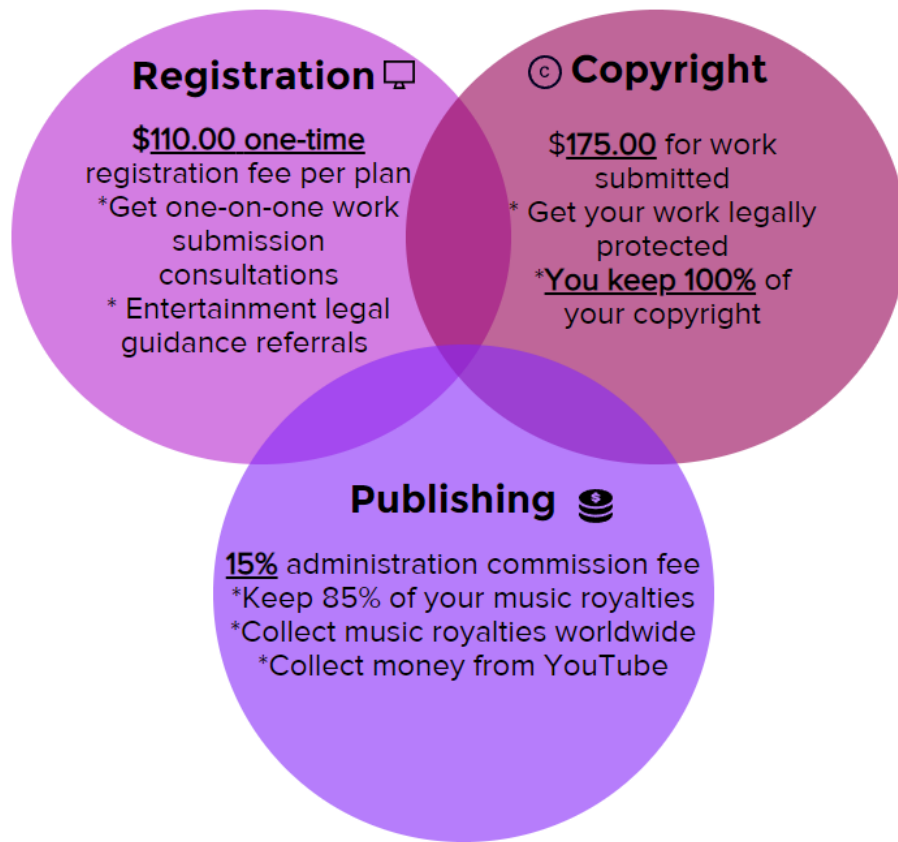 Registration
$110.00 one-time
registration fee per plan
*Get one-on-one work
submission
consultations
* Entertainment legal
guidance referrals
© Copyright
$175.00 for work
submitted
* Get your work legally
protected
*You keep 100% of
your copyright
Publishing
$
15% administration commission fee
*Keep 85% of your music royalties
*Collect music royalties worldwide
*Collect money from YouTube